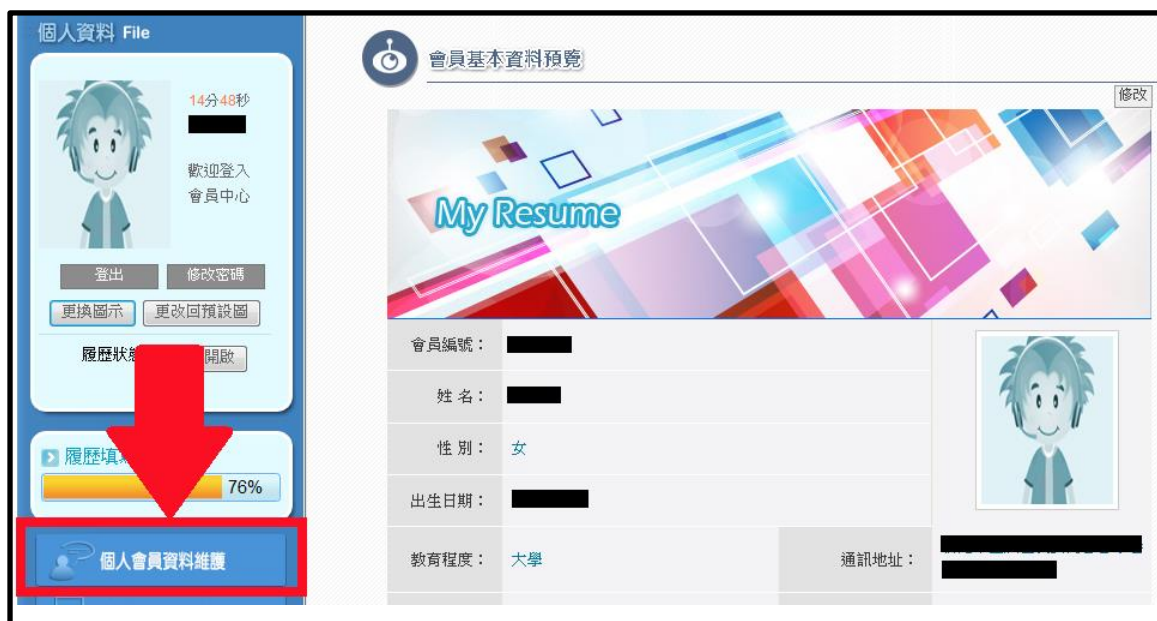 個人資料 File
14分48秒
歡迎登入
會員中心
登出
修改密碼
更換圖示
更改回預設圖
履歷狀
開啟
履歷填
76%
個人會員資料維護
會員基本資料預覽
修改
My Resume
會員編號：
姓 名：
性 別： 女
出生日期：
教育程度： 大學
通訊地址：